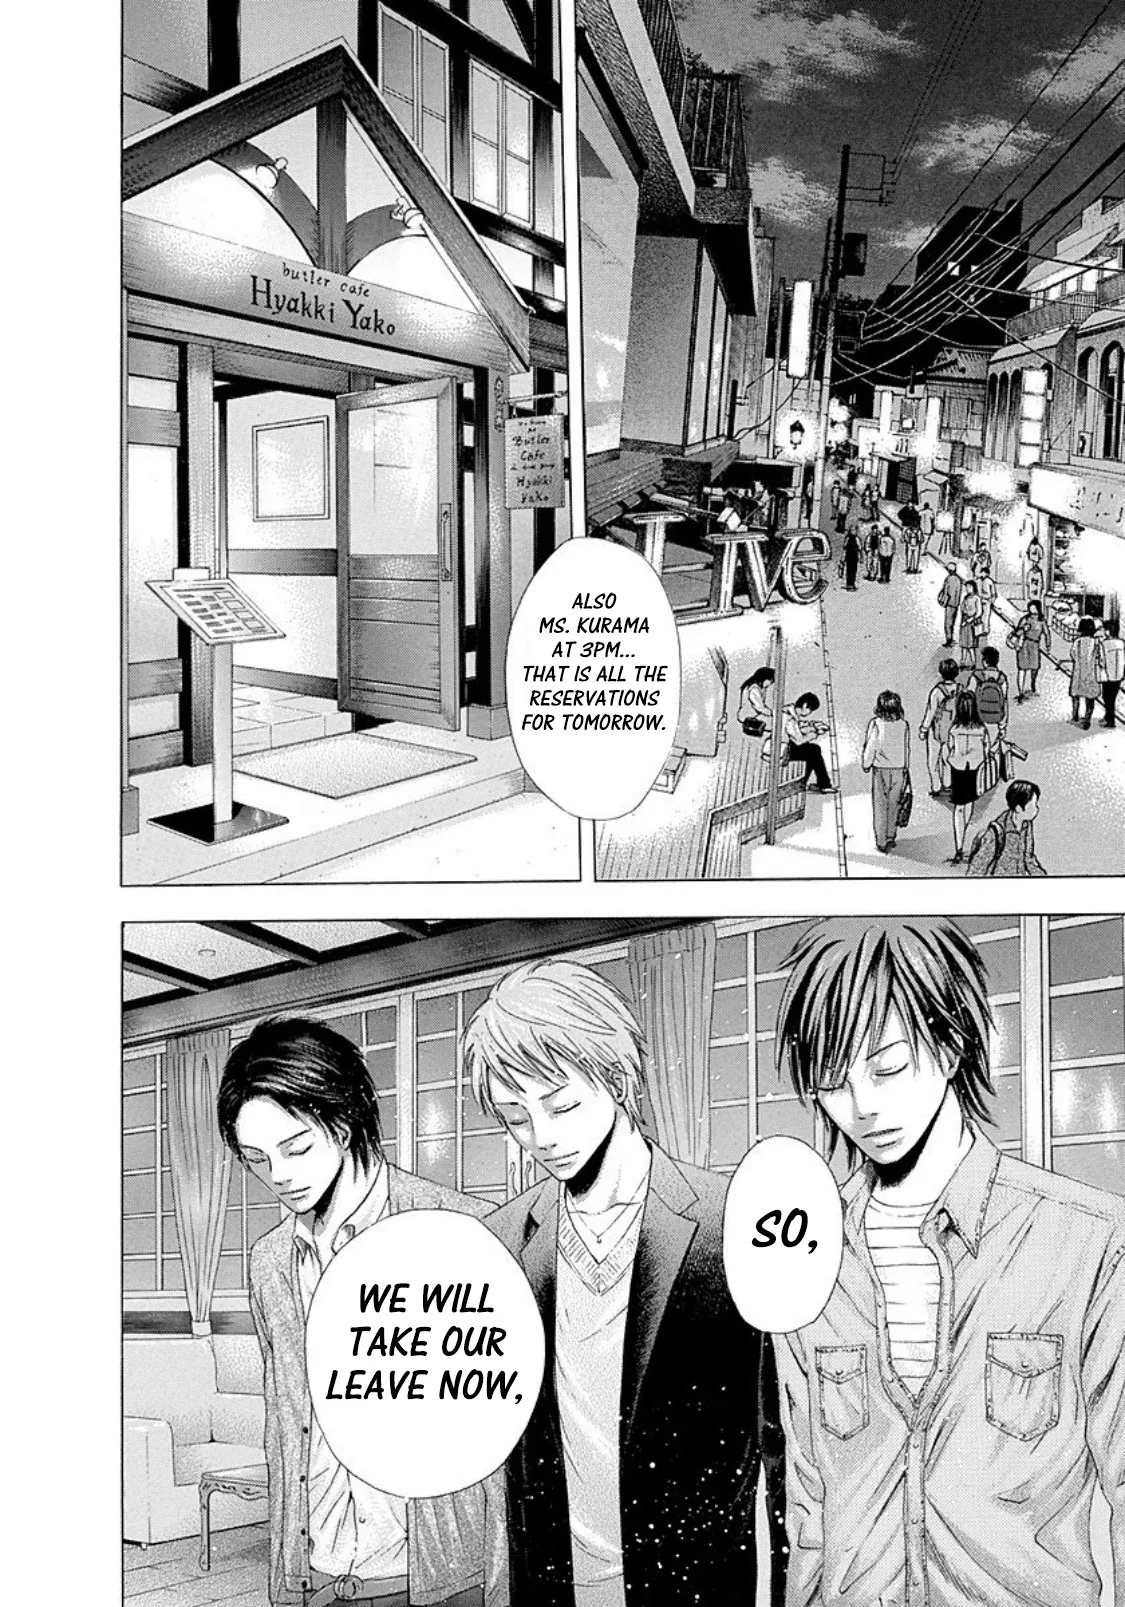 Live
ALSO
MS. KURAMA
AT 3PM...
THAT IS ALL THE
RESERVATIONS
FOR TOMORROW.
butler cafe
Hyakki Yako
Butler
Cafe
Hyakki
Yako
SO,
WE WILL
TAKE OUR
LEAVE NOW,